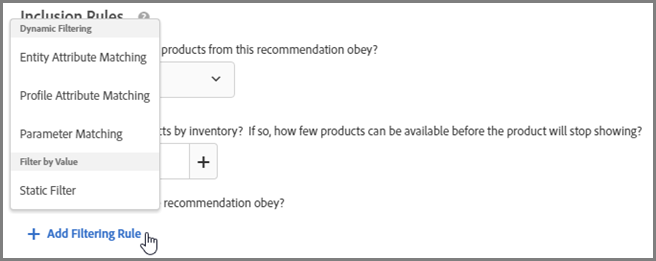 Inclusion Rules ?
Dynamic Filtering
products from this recommendation obey?
Entity Attribute Matching
Profile Attribute Matching
Parameter Matching
cts by inventory? If so, how few products can be available before the product will stop showing?
Filter by Value
+
Static Filter
recommendation obey?
+ Add Filtering Rule